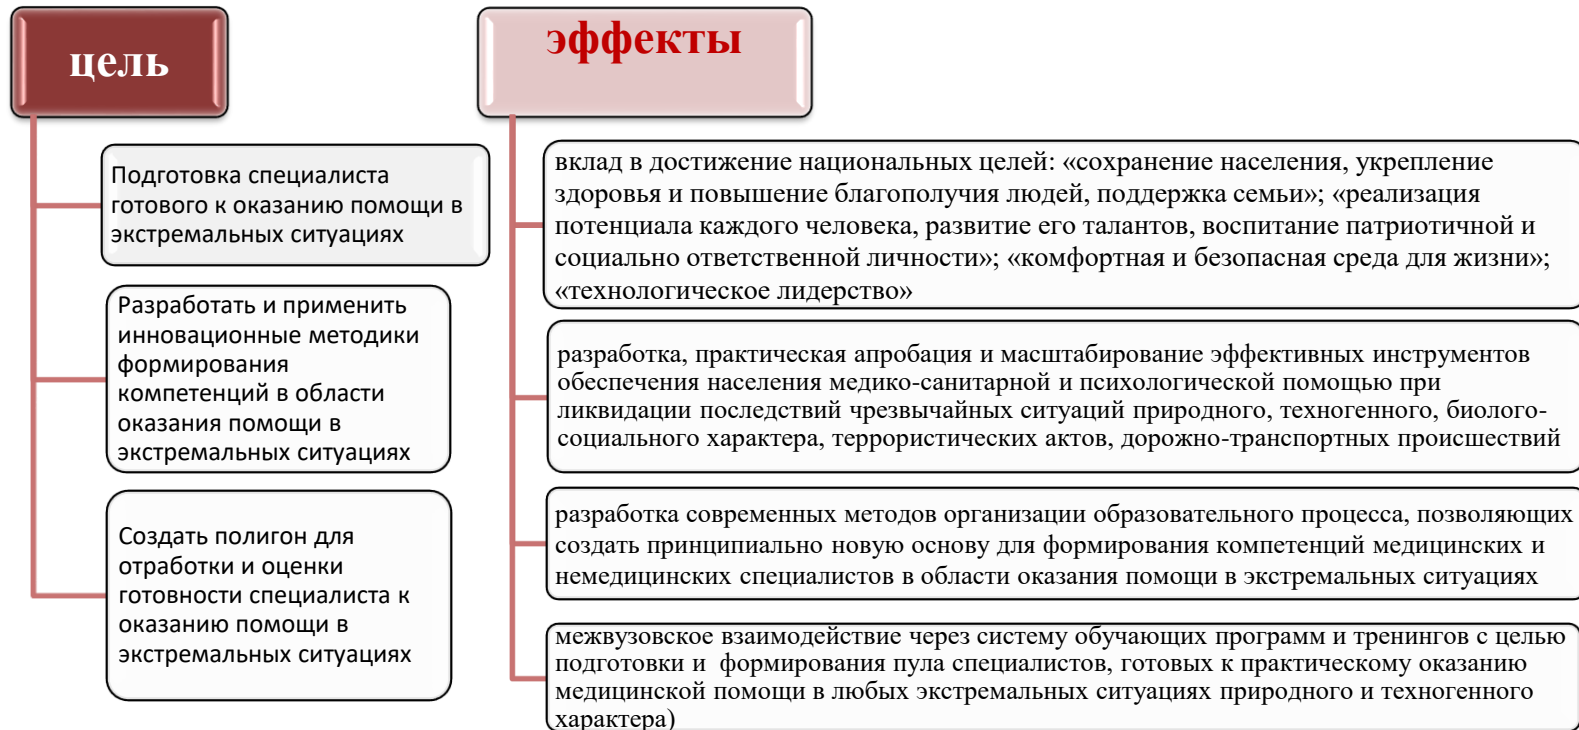 цель
Подготовка специалиста
готового к оказанию помощи в
экстремальных ситуациях
Разработать и применить
инновационные методики
формирования
компетенций в области
оказания помощи в
экстремальных ситуациях
Создать полигон для
отработки и оценки
готовности специалиста к
оказанию помощи в
экстремальных ситуациях
эффекты
вклад в достижение национальных целей: «сохранение населения, укрепление
здоровья и повышение благополучия людей, поддержка семьи»; «реализация
потенциала каждого человека, развитие его талантов, воспитание патриотичной и
социально ответственной личности»; «комфортная и безопасная среда для жизни»;
«технологическое лидерство»
разработка, практическая апробация и масштабирование эффективных инструментов
обеспечения населения медико-санитарной и психологической помощью при
ликвидации последствий чрезвычайных ситуаций природного, техногенного, биолого-
социального характера, террористических актов, дорожно-транспортных происшествий
разработка современных методов организации образовательного процесса, позволяющих
создать принципиально новую основу для формирования компетенций медицинских и
немедицинских специалистов в области оказания помощи в экстремальных ситуациях
межвузовское взаимодействие через систему обучающих программ и тренингов с целью
подготовки и формирования пула специалистов, готовых к практическому оказанию
медицинской помощи в любых экстремальных ситуациях природного и техногенного
характера)